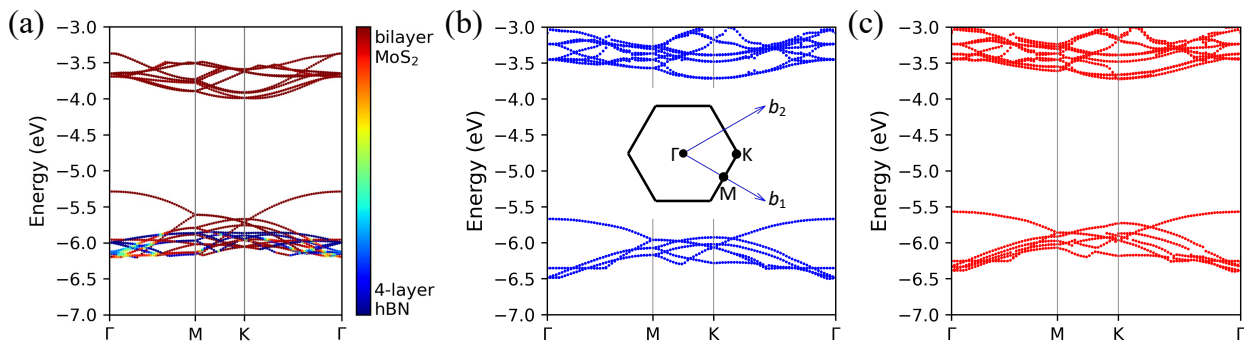 (a)
Energy (eV)
−3.0
−3.5
−4.0
−4.5
−5.0
−5.5
−6.0
−6.5
−7.0
Γ M K Γ
bilayer
MoS₂
4-layer
hBN
(b)
Energy (eV)
−3.0
−3.5
−4.0
−4.5
−5.0
−5.5
−6.0
−6.5
−7.0
b₂
Γ K
M
b₁
Γ M K Γ
(c)
Energy (eV)
−3.0
−3.5
−4.0
−4.5
−5.0
−5.5
−6.0
−6.5
−7.0
Γ M K Γ